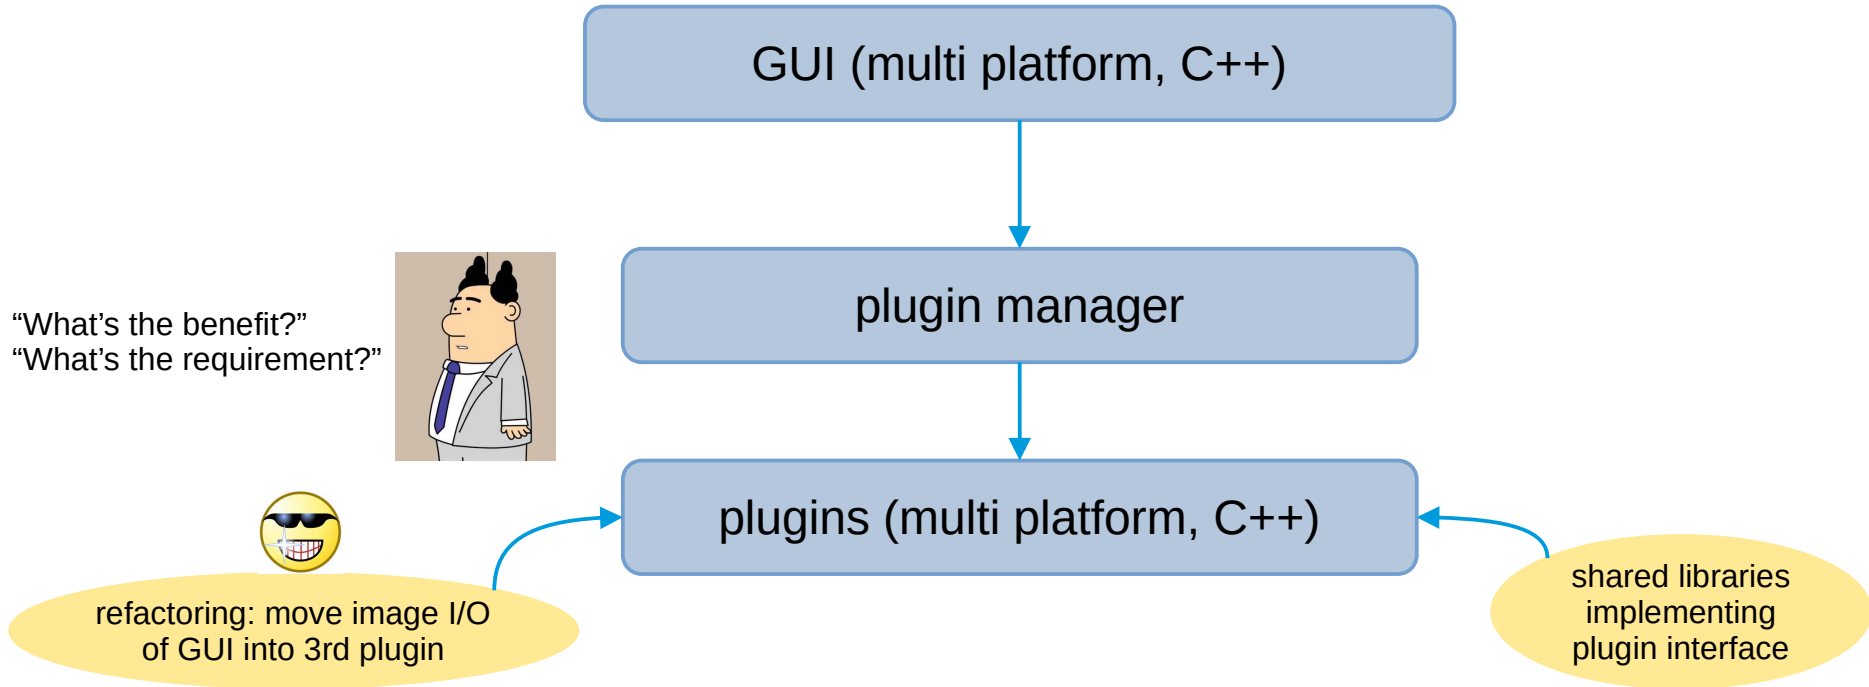 GUI (multi platform, C++)
“What’s the benefit?”
“What’s the requirement?”
plugin manager
plugins (multi platform, C++)
refactoring: move image I/O
of GUI into 3rd plugin
shared libraries
implementing
plugin interface